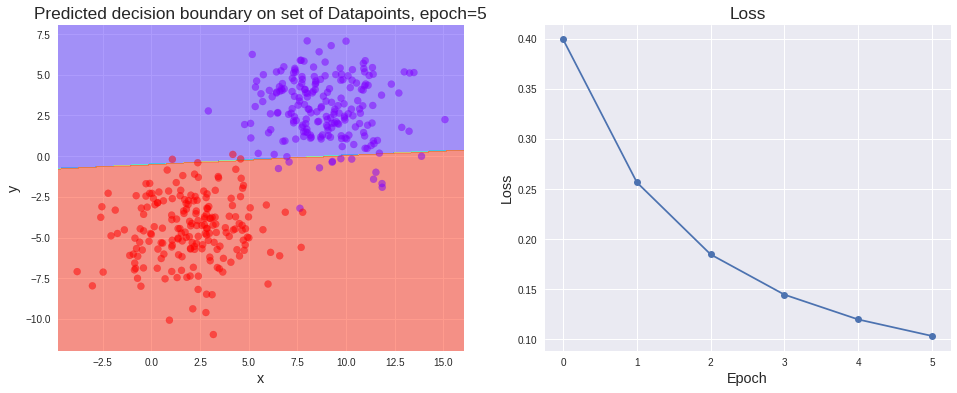 Predicted decision boundary on set of Datapoints, epoch=5
7.5
5.0
2.5
0.0
−2.5
−5.0
−7.5
−10.0
y
−2.5 0.0 2.5 5.0 7.5 10.0 12.5 15.0
x
Loss
0.40
0.35
0.30
0.25
0.20
0.15
0.10
Loss
0 1 2 3 4 5
Epoch